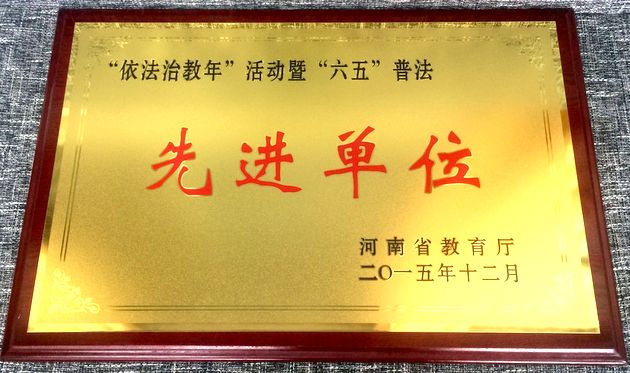 “依法治教年”活动暨“六五”普法
先进单位
河南省教育厅
二〇一五年十二月